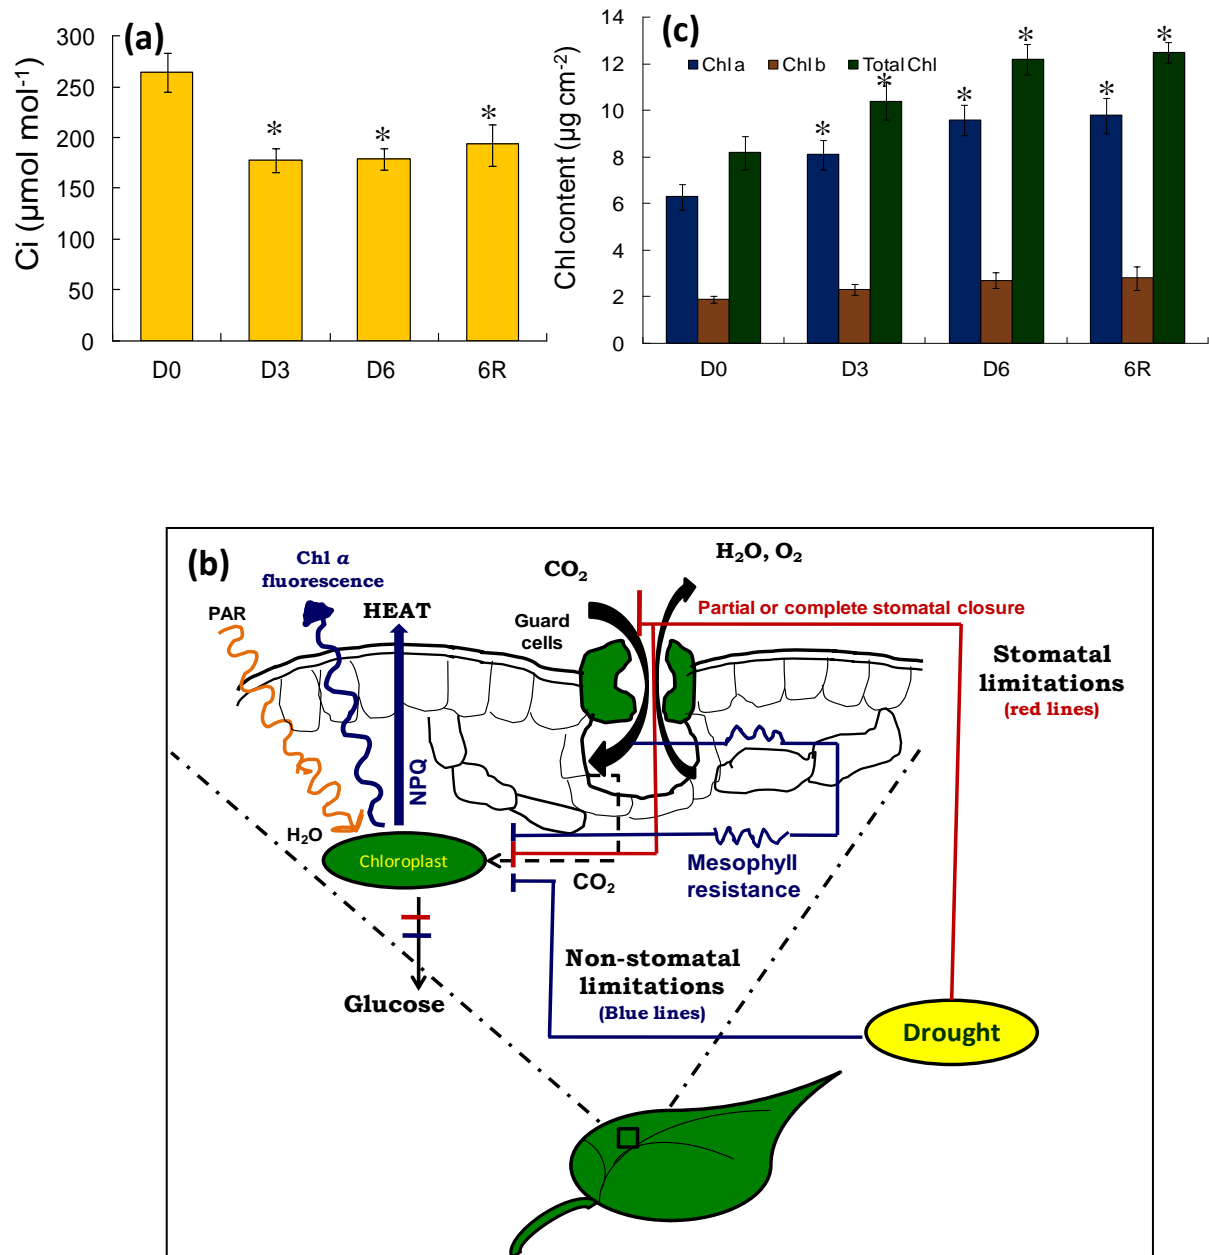 (a)
Ci (µmol mol⁻¹)
300
250
200
150
100
50
0
* * *
D0 D3 D6 6R
(c)
Chl content (µg cm⁻²)
14
12
10
8
6
4
2
0
Chl a Chl b Total Chl
* * * * * *
D0 D3 D6 6R
(b)
Chl a
fluorescence
PAR
HEAT
CO₂
H₂O, O₂
Guard
cells
Partial or complete stomatal closure
Stomatal
limitations
(red lines)
NPQ
H₂O
Chloroplast
CO₂
Mesophyll
resistance
Non-stomatal
limitations
(Blue lines)
Glucose
Drought